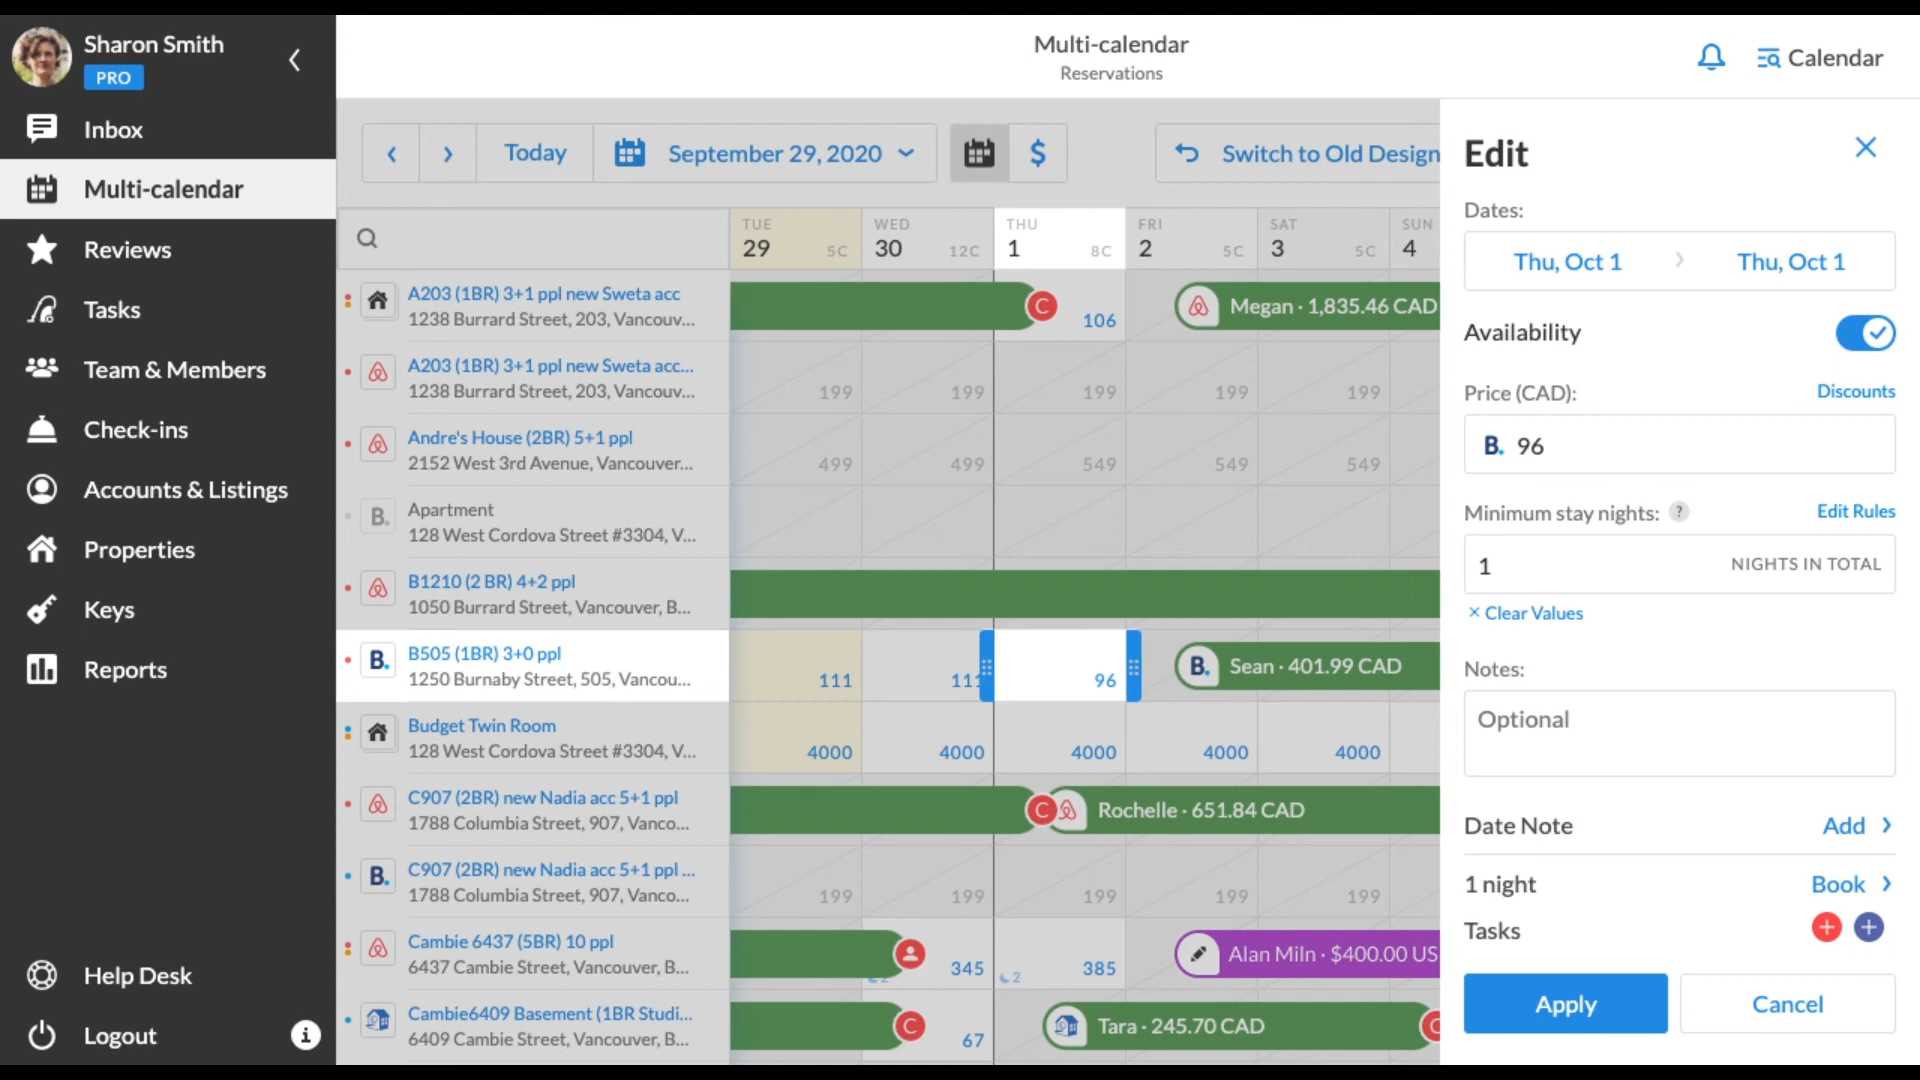 Sharon Smith
PRO
Inbox
Multi-calendar
Reviews
Tasks
Team & Members
Check-ins
Accounts & Listings
Properties
Keys
Reports
Help Desk
Logout
Multi-calendar
Reservations
Calendar
Today
September 29, 2020
$
Switch to Old Design
TUE 29 5C
WED 30 12C
THU 1 8C
FRI 2 5C
SAT 3 5C
SUN 4
A203 (1BR) 3+1 ppl new Sweta acc
1238 Burrard Street, 203, Vancouv...
C 106
Megan · 1,835.46 CAD
A203 (1BR) 3+1 ppl new Sweta acc...
1238 Burrard Street, 203, Vancouv...
199 199 199 199 199
Andre's House (2BR) 5+1 ppl
2152 West 3rd Avenue, Vancouver...
499 499 549 549 549
B. Apartment
128 West Cordova Street #3304, V...
B1210 (2 BR) 4+2 ppl
1050 Burrard Street, Vancouver, B...
B. B505 (1BR) 3+0 ppl
1250 Burnaby Street, 505, Vancou...
111 111 96
B. Sean · 401.99 CAD
Budget Twin Room
128 West Cordova Street #3304, V...
4000 4000 4000 4000 4000
C907 (2BR) new Nadia acc 5+1 ppl
1788 Columbia Street, 907, Vanco...
C Rochelle · 651.84 CAD
B. C907 (2BR) new Nadia acc 5+1 ppl ...
1788 Columbia Street, 907, Vanco...
199 199 199 199 199
Cambie 6437 (5BR) 10 ppl
6437 Cambie Street, Vancouver, B...
2 345 2 385
Alan Miln · $400.00 US
Cambie6409 Basement (1BR Studi...
6409 Cambie Street, Vancouver, B...
C 67
Tara · 245.70 CAD
Edit
Dates:
Thu, Oct 1 Thu, Oct 1
Availability
Price (CAD): Discounts
B. 96
Minimum stay nights: ? Edit Rules
1 NIGHTS IN TOTAL
× Clear Values
Notes:
Optional
Date Note Add
1 night Book
Tasks
Apply Cancel